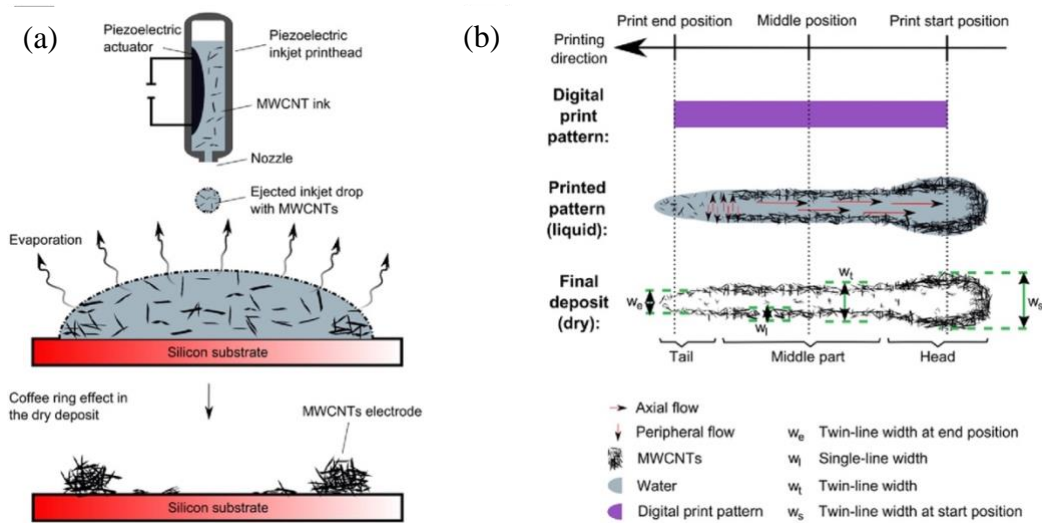 (a)
Piezoelectric
actuator
Piezoelectric
inkjet printhead
MWCNT ink
Nozzle
Ejected inkjet drop
with MWCNTs
Evaporation
Silicon substrate
Coffee ring effect in
the dry deposit
MWCNTs electrode
Silicon substrate
(b)
Print end position
Middle position
Print start position
Printing
direction
Digital
print
pattern:
Printed
pattern
(liquid):
Final
deposit
(dry):
wₑ
wₗ
wₜ
wₛ
Tail
Middle part
Head
Axial flow
Peripheral flow
MWCNTs
Water
Digital print pattern
wₑ Twin-line width at end position
wₗ Single-line width
wₜ Twin-line width
wₛ Twin-line width at start position